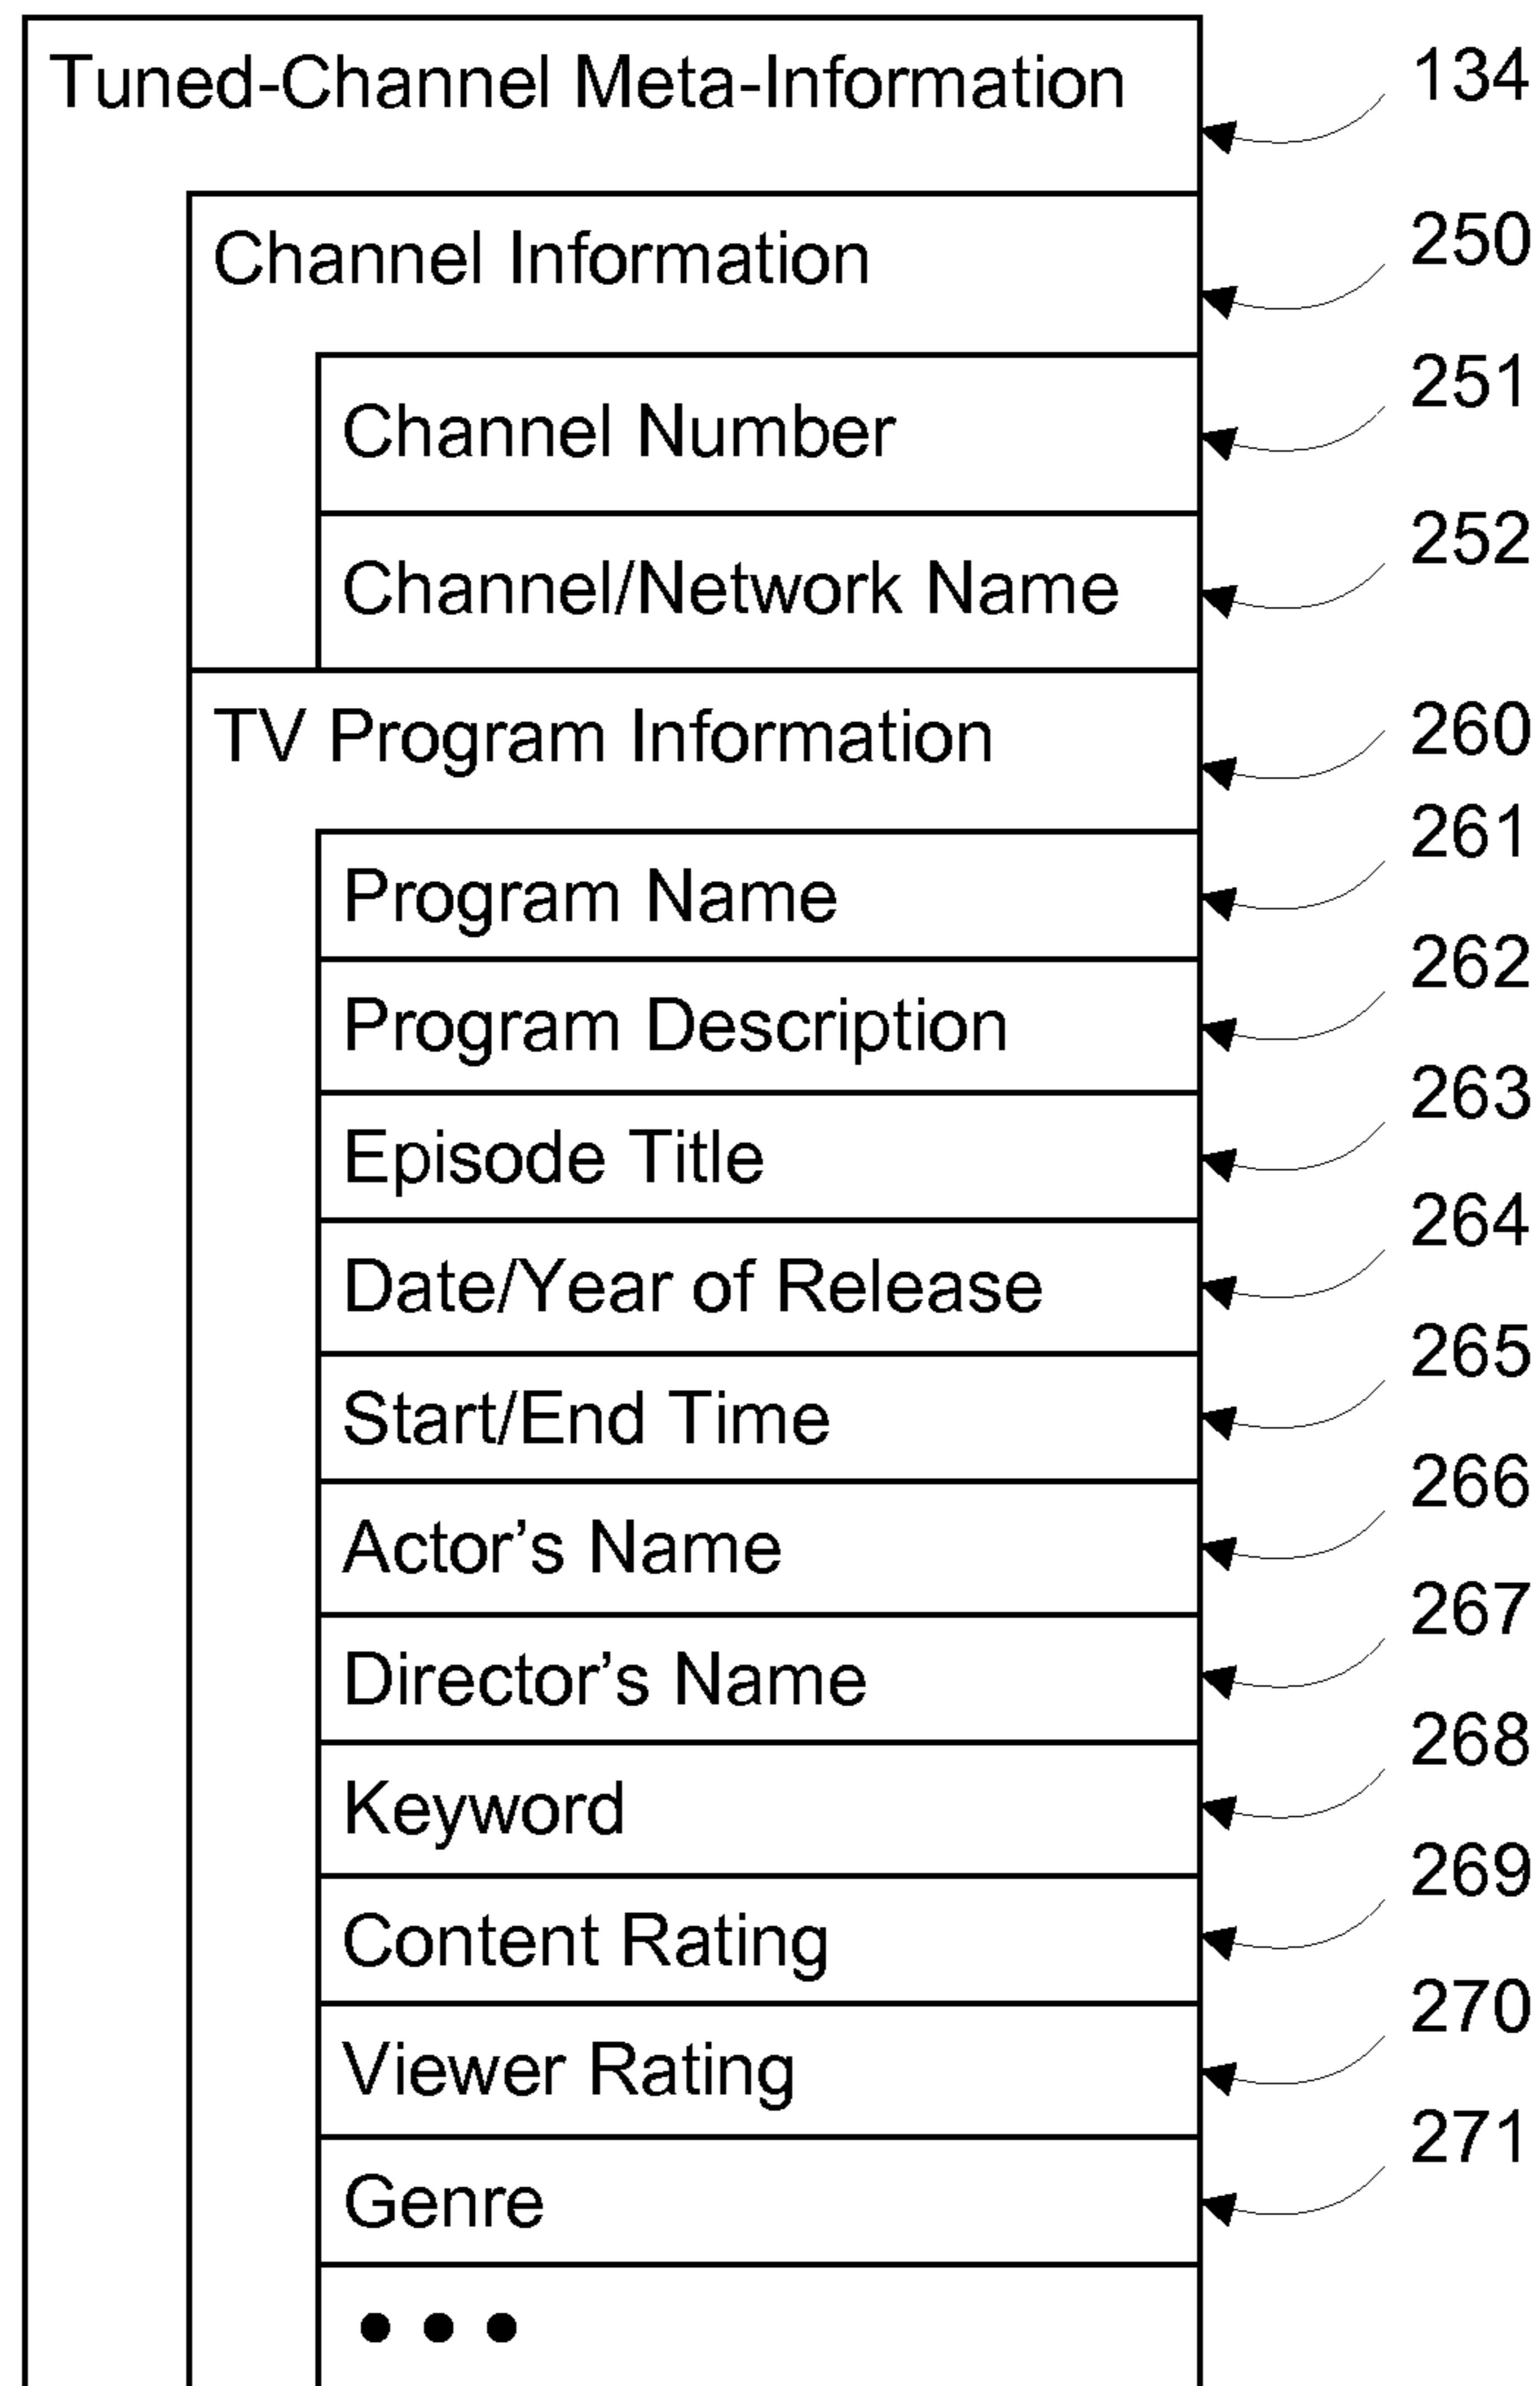 Tuned-Channel Meta-Information 134
Channel Information 250
Channel Number 251
Channel/Network Name 252
TV Program Information 260
Program Name 261
Program Description 262
Episode Title 263
Date/Year of Release 264
Start/End Time 265
Actor’s Name 266
Director’s Name 267
Keyword 268
Content Rating 269
Viewer Rating 270
Genre 271
• • •